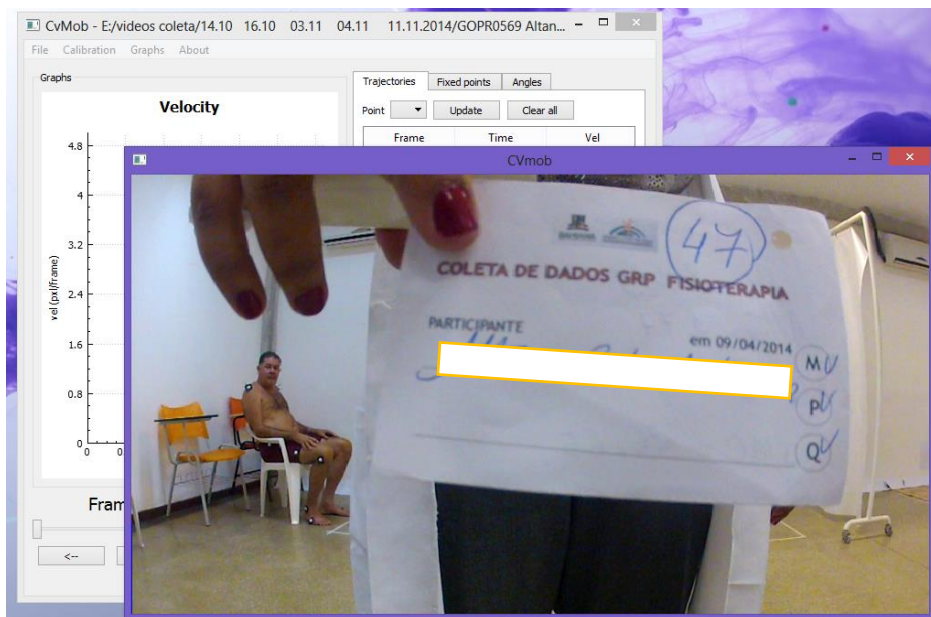 CvMob - E:/videos coleta/14.10 16.10 03.11 04.11 11.11.2014/GOPR0569 Altan...
File Calibration Graphs About
Graphs
Velocity
4.8
4
3.2
2.4
1.6
0.8
0
0
vel (pxl/frame)
Fram
<--
Trajectories Fixed points Angles
Point Update Clear all
Frame Time Vel
CVmob
47
COLETA DE DADOS GRP FISIOTERAPIA
PARTICIPANTE
em 09/04/2014
M
P
Q